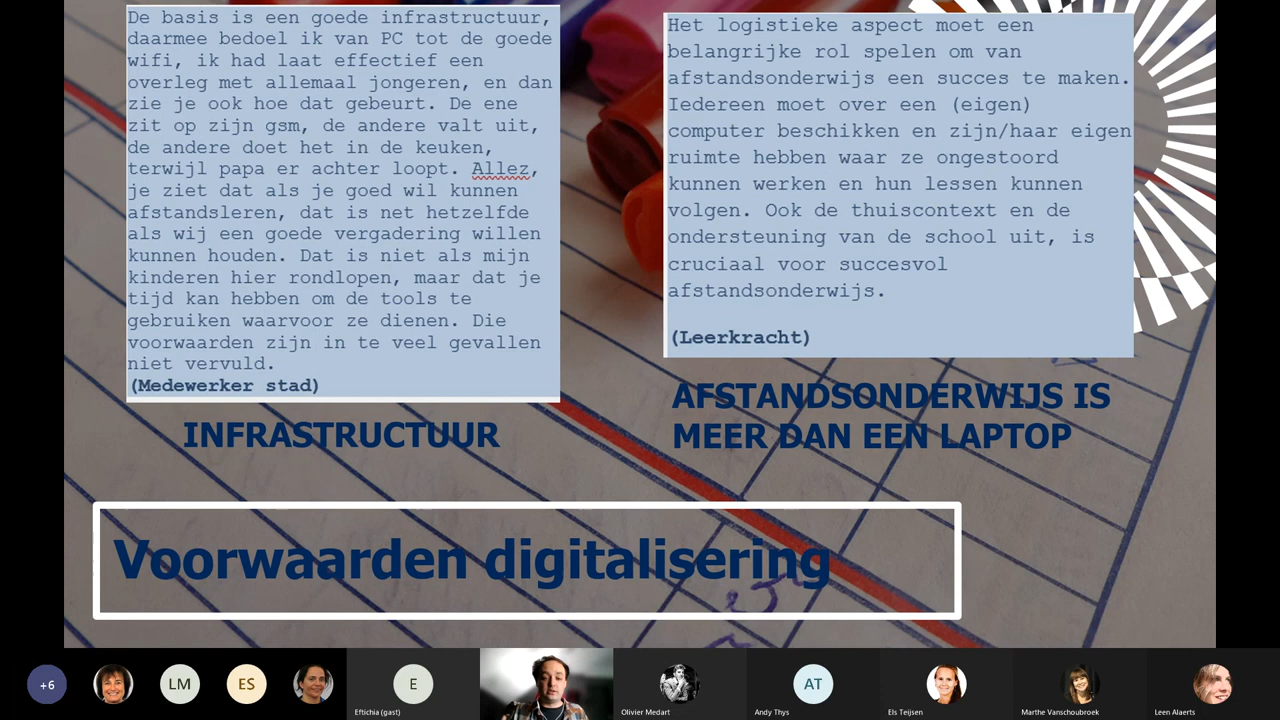 De basis is een goede infrastructuur,
daarmee bedoel ik van PC tot de goede
wifi, ik had laat effectief een
overleg met allemaal jongeren, en dan
zie je ook hoe dat gebeurt. De ene
zit op zijn gsm, de andere valt uit,
de andere doet het in de keuken,
terwijl papa er achter loopt. Allez,
je ziet dat als je goed wil kunnen
afstandsleren, dat is net hetzelfde
als wij een goede vergadering willen
kunnen houden. Dat is niet als mijn
kinderen hier rondlopen, maar dat je
tijd kan hebben om de tools te
gebruiken waarvoor ze dienen. Die
voorwaarden zijn in te veel gevallen
niet vervuld.
(Medewerker stad)
INFRASTRUCTUUR
Het logistieke aspect moet een
belangrijke rol spelen om van
afstandsonderwijs een succes te maken.
Iedereen moet over een (eigen)
computer beschikken en zijn/haar eigen
ruimte hebben waar ze ongestoord
kunnen werken en hun lessen kunnen
volgen. Ook de thuiscontext en de
ondersteuning van de school uit, is
cruciaal voor succesvol
afstandsonderwijs.
(Leerkracht)
AFSTANDSONDERWIJS IS
MEER DAN EEN LAPTOP
Voorwaarden digitalisering
+6
LM
ES
E
Eftichia (gast)
Olivier Medart
AT
Andy Thys
Els Teijsen
Marthe Vanschoubroek
Leen Alaerts